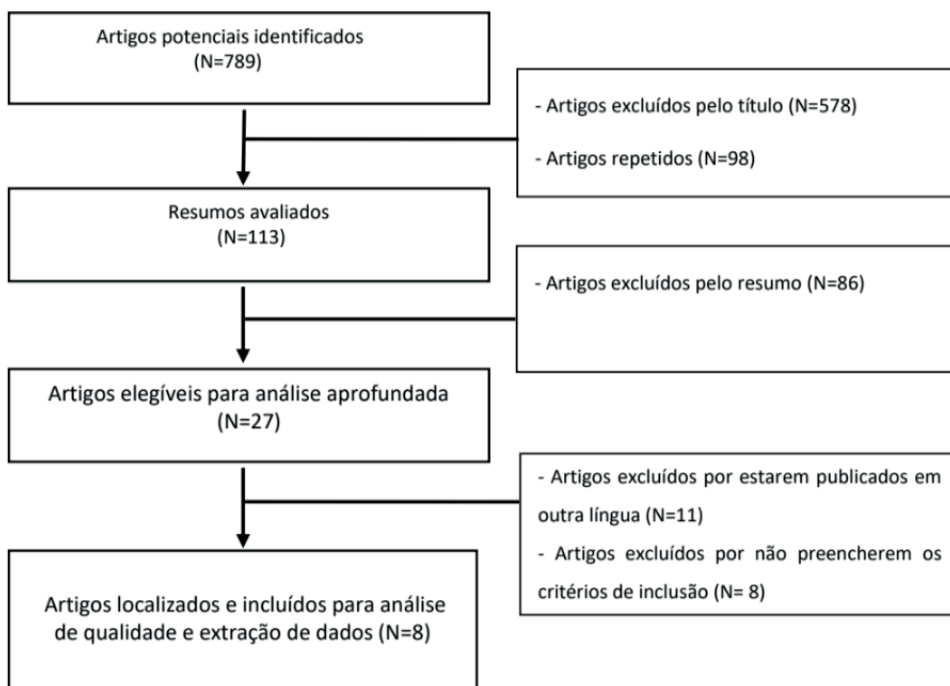 Artigos potenciais identificados
(N=789)
- Artigos excluídos pelo título (N=578)
- Artigos repetidos (N=98)
Resumos avaliados
(N=113)
- Artigos excluídos pelo resumo (N=86)
Artigos elegíveis para análise aprofundada
(N=27)
- Artigos excluídos por estarem publicados em
outra língua (N=11)
- Artigos excluídos por não preencherem os
critérios de inclusão (N= 8)
Artigos localizados e incluídos para análise
de qualidade e extração de dados (N=8)